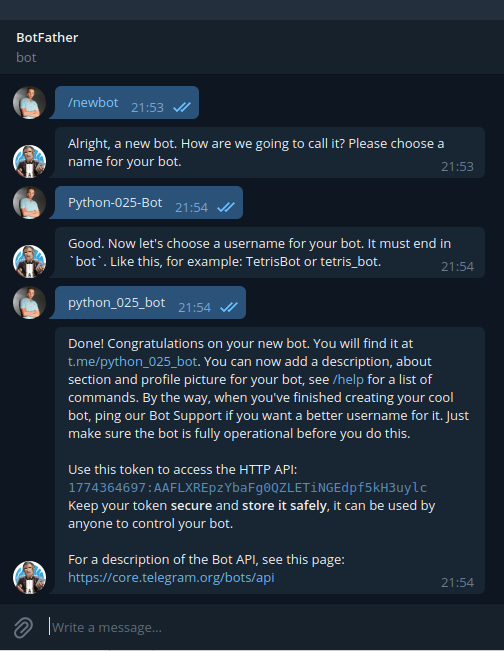 BotFather
bot
/newbot 21:53
Alright, a new bot. How are we going to call it? Please choose a
name for your bot.
21:53
Python-025-Bot 21:54
Good. Now let's choose a username for your bot. It must end in
`bot`. Like this, for example: TetrisBot or tetris_bot.
21:54
python_025_bot 21:54
Done! Congratulations on your new bot. You will find it at
t.me/python_025_bot. You can now add a description, about
section and profile picture for your bot, see /help for a list of
commands. By the way, when you've finished creating your cool
bot, ping our Bot Support if you want a better username for it. Just
make sure the bot is fully operational before you do this.
Use this token to access the HTTP API:
1774364697:AAFLXREpzYbaFg0QZLETiNGEdpf5kH3uylc
Keep your token secure and store it safely, it can be used by
anyone to control your bot.
For a description of the Bot API, see this page:
https://core.telegram.org/bots/api
21:54
Write a message...